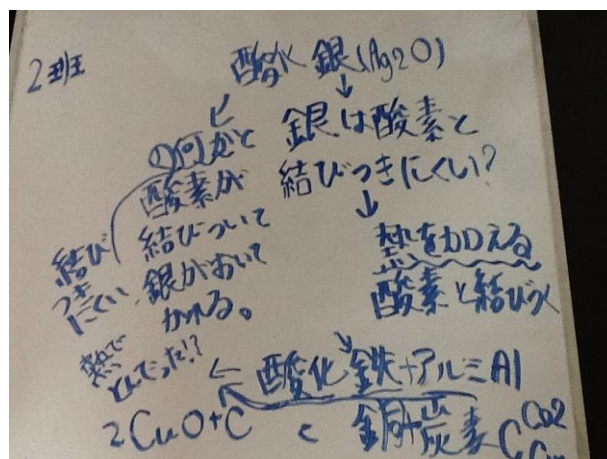 2班
酸化 銀(Ag2O)
↓
銀は酸素と
結びつきにくい?
↓
熱を加える
酸素と結びつく
の何かと
酸素が
結びついて
銀がおいて
かれる。
結び
つき
にくい
熱で
とんでった!?
← 酸化 鉄+アルミAl
2CuO+C < 銅+炭素 C CO2
Cu